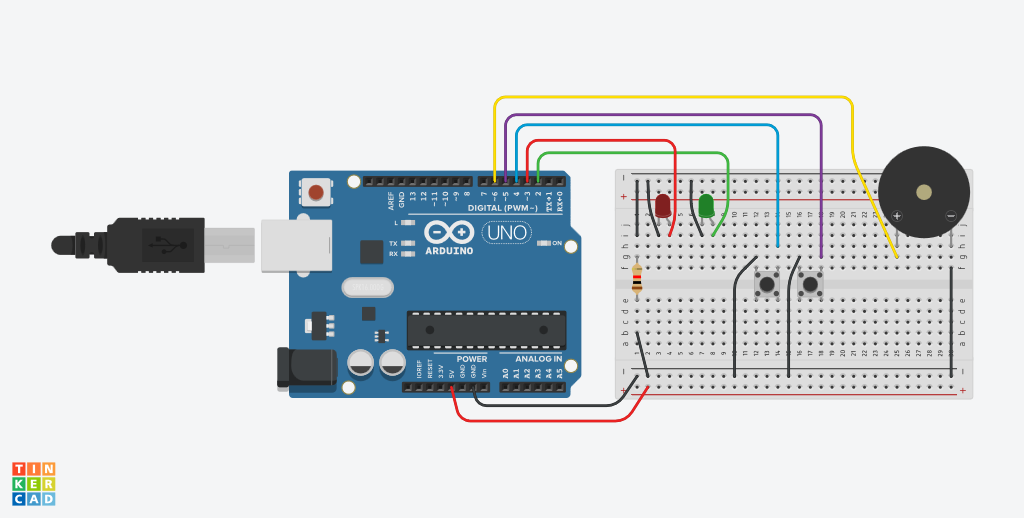 AREF
GND
13
12
~11
~10
~9
8
7
~6
~5
4
~3
2
TX→1
RX←0
DIGITAL (PWM~)
L
TX
RX
ARDUINO
UNO
ON
POWER
ANALOG IN
IOREF
RESET
3.3V
5V
GND
GND
Vin
A0
A1
A2
A3
A4
A5
TIN
KER
CAD